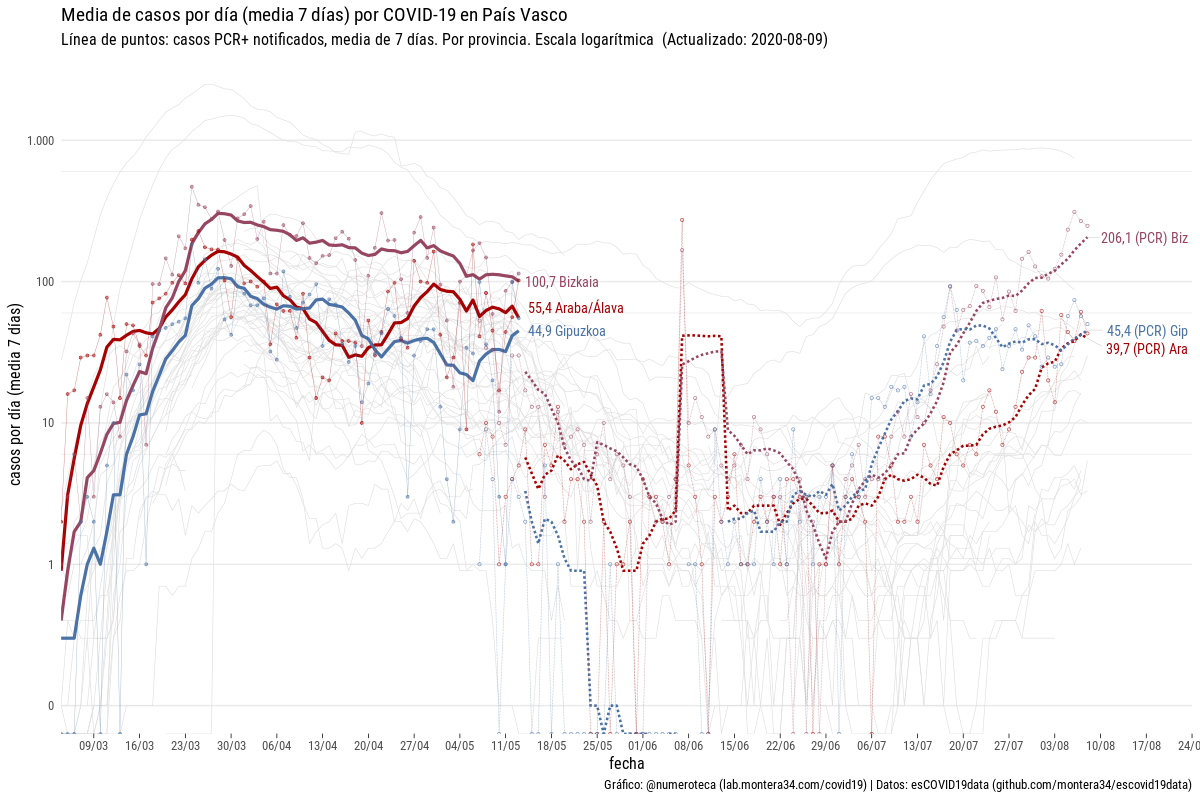 Media de casos por día (media 7 días) por COVID-19 en País Vasco
Línea de puntos: casos PCR+ notificados, media de 7 días. Por provincia. Escala logarítmica (Actualizado: 2020-08-09)
casos por día (media 7 días)
1.000
100
10
1
0
100,7 Bizkaia
55,4 Araba/Álava
44,9 Gipuzkoa
206,1 (PCR) Biz
45,4 (PCR) Gip
39,7 (PCR) Ara
09/03 16/03 23/03 30/03 06/04 13/04 20/04 27/04 04/05 11/05 18/05 25/05 01/06 08/06 15/06 22/06 29/06 06/07 13/07 20/07 27/07 03/08 10/08 17/08 24/0
fecha
Gráfico: @numeroteca (lab.montera34.com/covid19) | Datos: esCOVID19data (github.com/montera34/escovid19data)